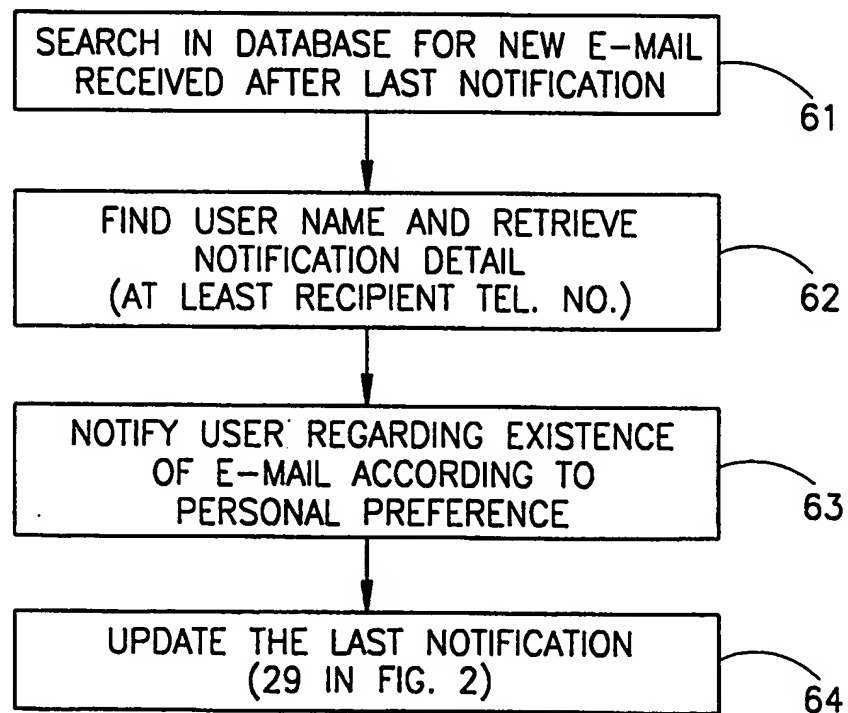 SEARCH IN DATABASE FOR NEW E-MAIL
RECEIVED AFTER LAST NOTIFICATION
61
FIND USER NAME AND RETRIEVE
NOTIFICATION DETAIL
(AT LEAST RECIPIENT TEL. NO.)
62
NOTIFY USER REGARDING EXISTENCE
OF E-MAIL ACCORDING TO
PERSONAL PREFERENCE
63
UPDATE THE LAST NOTIFICATION
(29 IN FIG. 2)
64